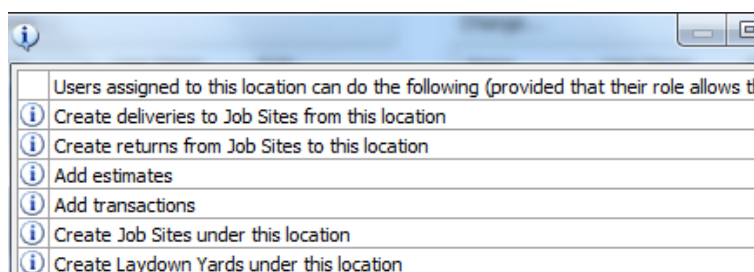 Users assigned to this location can do the following (provided that their role allows
Create deliveries to Job Sites from this location
Create returns from Job Sites to this location
Add estimates
Add transactions
Create Job Sites under this location
Create Laydown Yards under this location